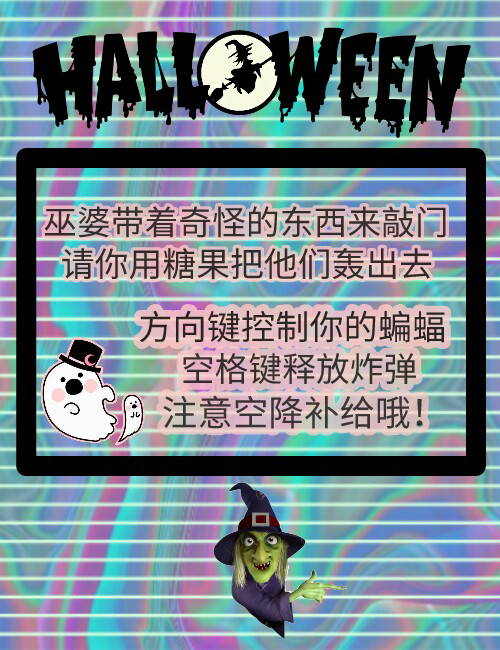 HALLOWEEN
巫婆带着奇怪的东西来敲门
请你用糖果把他们轰出去
方向键控制你的蝙蝠
空格键释放炸弹
注意空降补给哦!